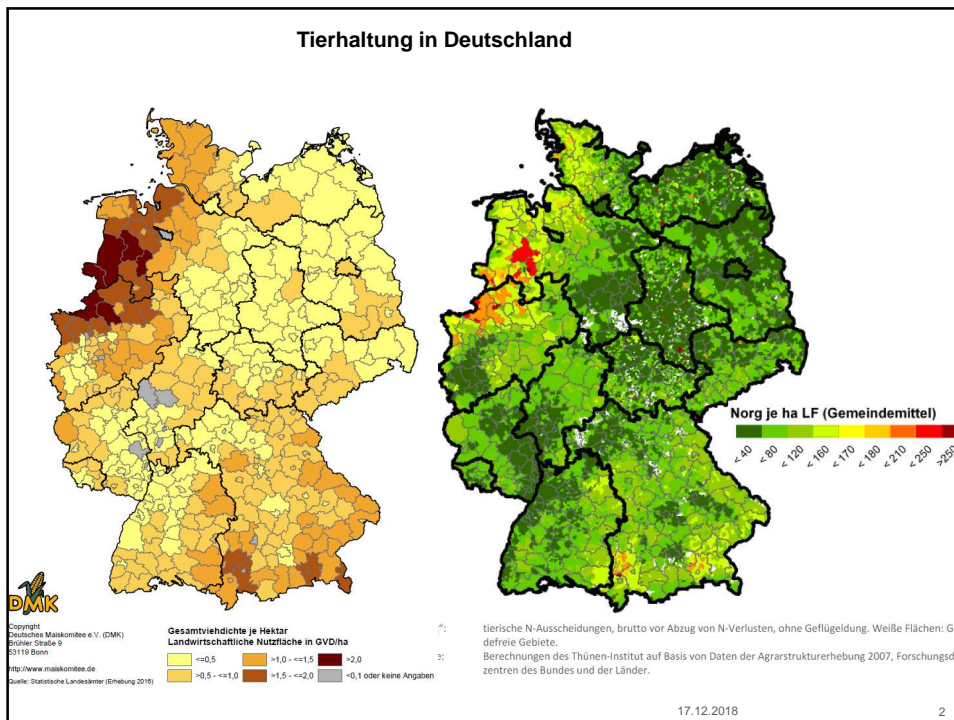 Tierhaltung in Deutschland
Norg je ha LF (Gemeindemittel)
< 40 < 80 < 120 < 160 < 170 < 180 < 210 < 250 >250
DMK
Copyright
Deutsches Maiskomitee e.V. (DMK)
Brühler Straße 9
53119 Bonn
http://www.maiskomitee.de
Quelle: Statistische Landesämter (Erhebung 2016)
Gesamtviehdichte je Hektar
Landwirtschaftliche Nutzfläche in GVD/ha
<=0,5 >1,0 - <=1,5 >2,0
>0,5 - <=1,0 >1,5 - <=2,0 <0,1 oder keine Angaben
“: tierische N-Ausscheidungen, brutto vor Abzug von N-Verlusten, ohne Geflügeldung. Weiße Flächen: G
defreie Gebiete.
Berechnungen des Thünen-Institut auf Basis von Daten der Agrarstrukturerhebung 2007, Forschungsd
zentren des Bundes und der Länder.
17.12.2018 2